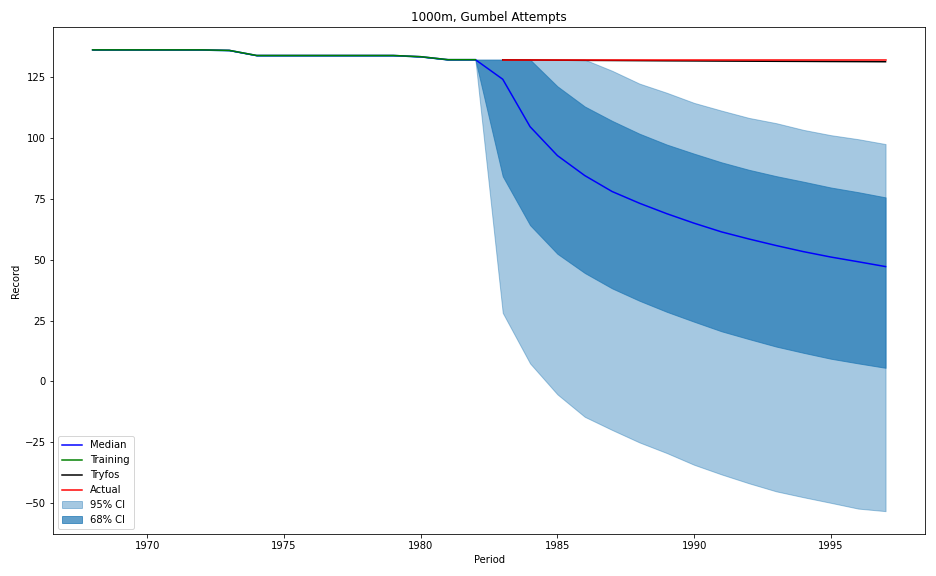 1000m, Gumbel Attempts
Record
125
100
75
50
25
0
−25
−50
Median
Training
Tryfos
Actual
95% CI
68% CI
1970
1975
1980
1985
1990
1995
Period